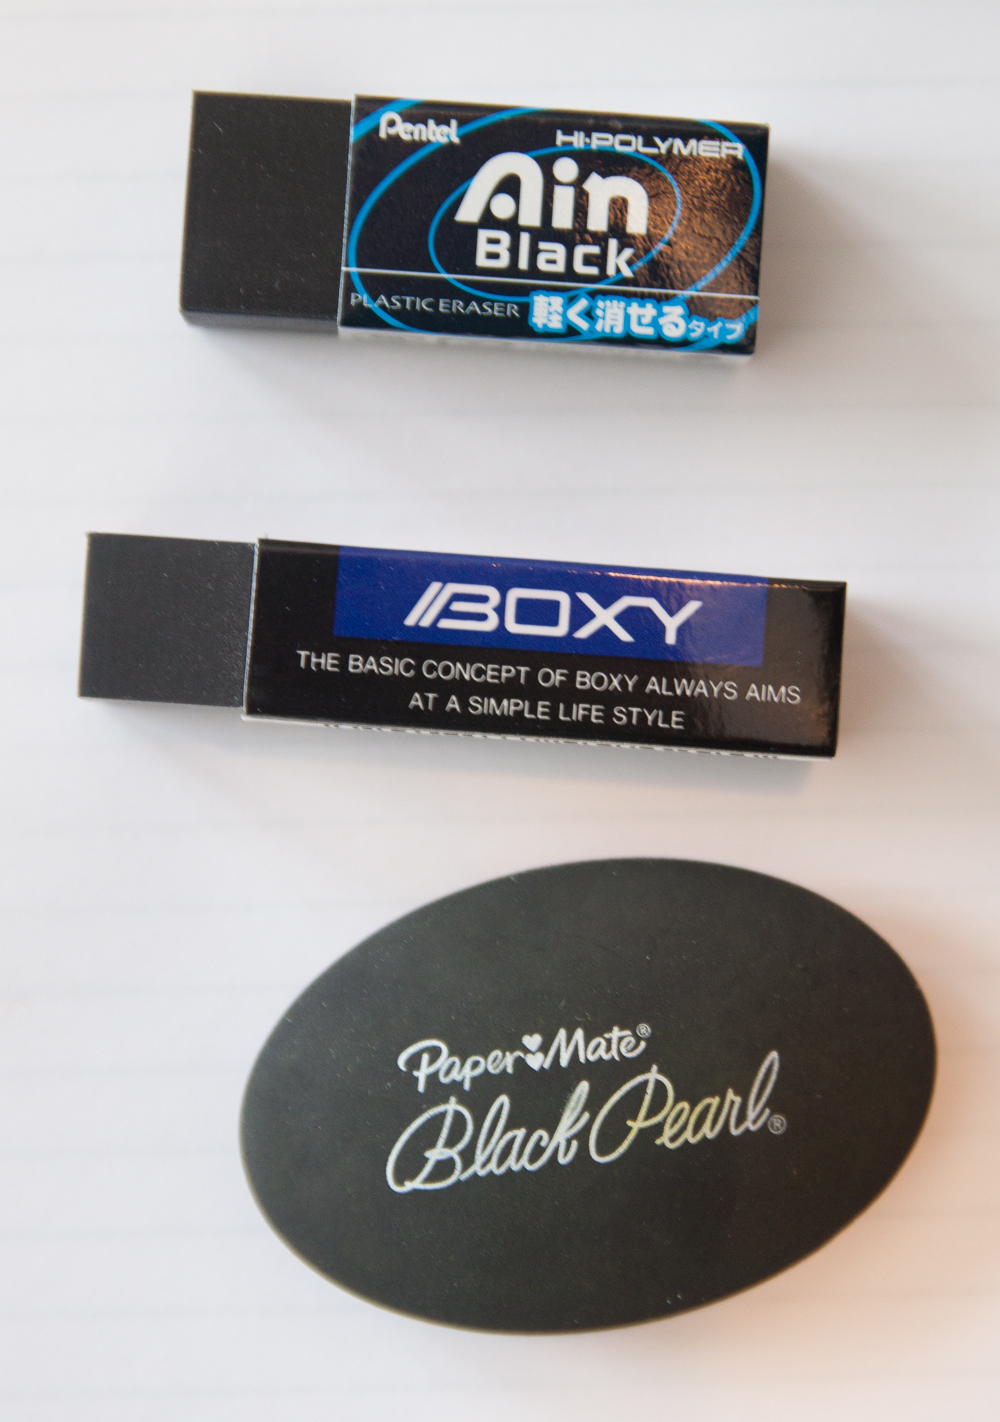 Pentel
HI-POLYMER
Ain
Black
PLASTIC ERASER 軽く消せるタイプ
BOXY
THE BASIC CONCEPT OF BOXY ALWAYS AIMS
AT A SIMPLE LIFE STYLE
Paper Mate®
Black Pearl®